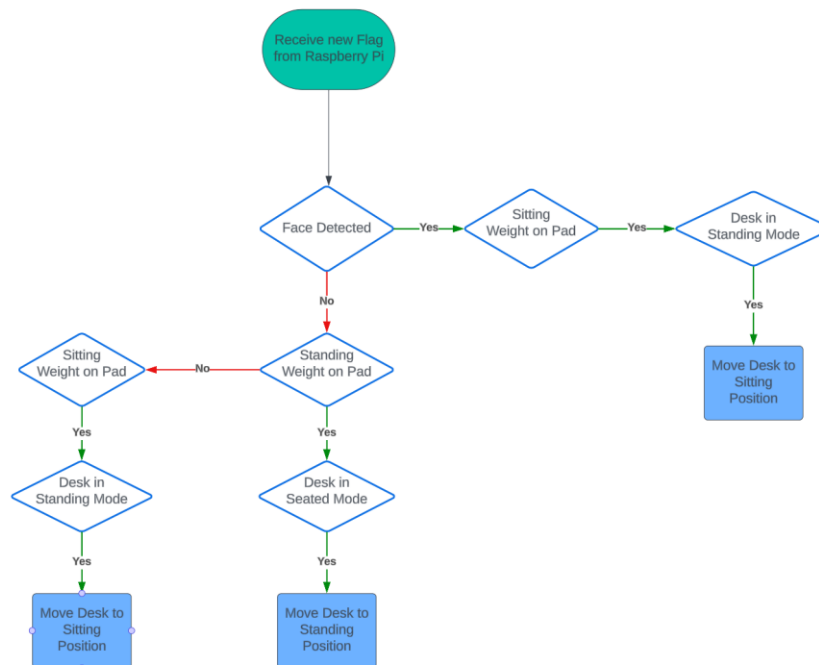 Receive new Flag
from Raspberry Pi
Face Detected
Yes
Sitting
Weight on Pad
Yes
Desk in
Standing Mode
Yes
Move Desk to
Sitting
Position
No
Standing
Weight on Pad
No
Sitting
Weight on Pad
Yes
Desk in
Standing Mode
Yes
Move Desk to
Sitting
Position
Yes
Desk in
Seated Mode
Yes
Move Desk to
Standing
Position